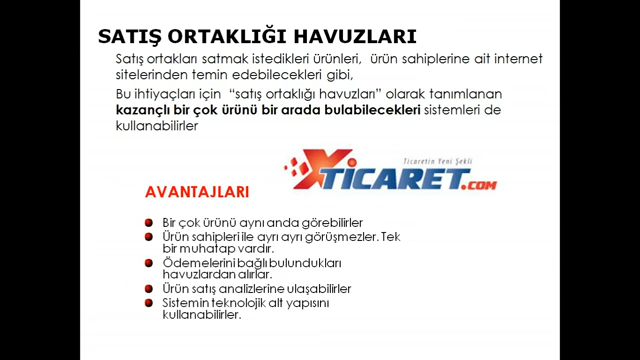 SATIŞ ORTAKLIĞI HAVUZLARI
Satış ortakları satmak istedikleri ürünleri, ürün sahiplerine ait internet
sitelerinden temin edebilecekleri gibi,
Bu ihtiyaçları için “satış ortaklığı havuzları” olarak tanımlanan
kazançlı bir çok ürünü bir arada bulabilecekleri sistemleri de
kullanabilirler
Ticaretin Yeni Şekli
XTİCARET.COM
AVANTAJLARI
Bir çok ürünü aynı anda görebilirler
Ürün sahipleri ile ayrı ayrı görüşmezler. Tek
bir muhatap vardır.
Ödemelerini bağlı bulundukları
havuzlardan alırlar.
Ürün satış analizlerine ulaşabilirler
Sistemin teknolojik alt yapısını
kullanabilirler.